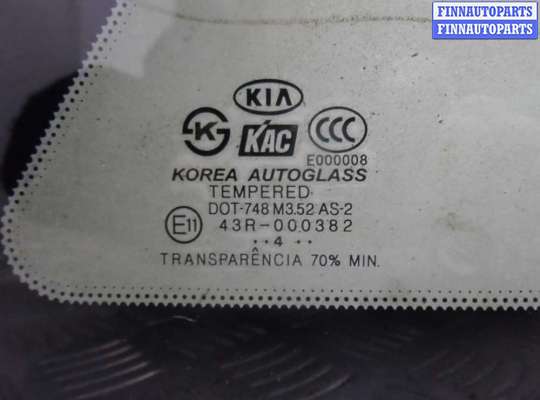 FINNAUTOPARTS
FINNAUTOPARTS
KIA
K KAC CCC
E000008
KOREA AUTOGLASS
TEMPERED
DOT-748 M3.52 AS-2
E11 43R-000382
··4 ··
TRANSPARÊNCIA 70% MIN.